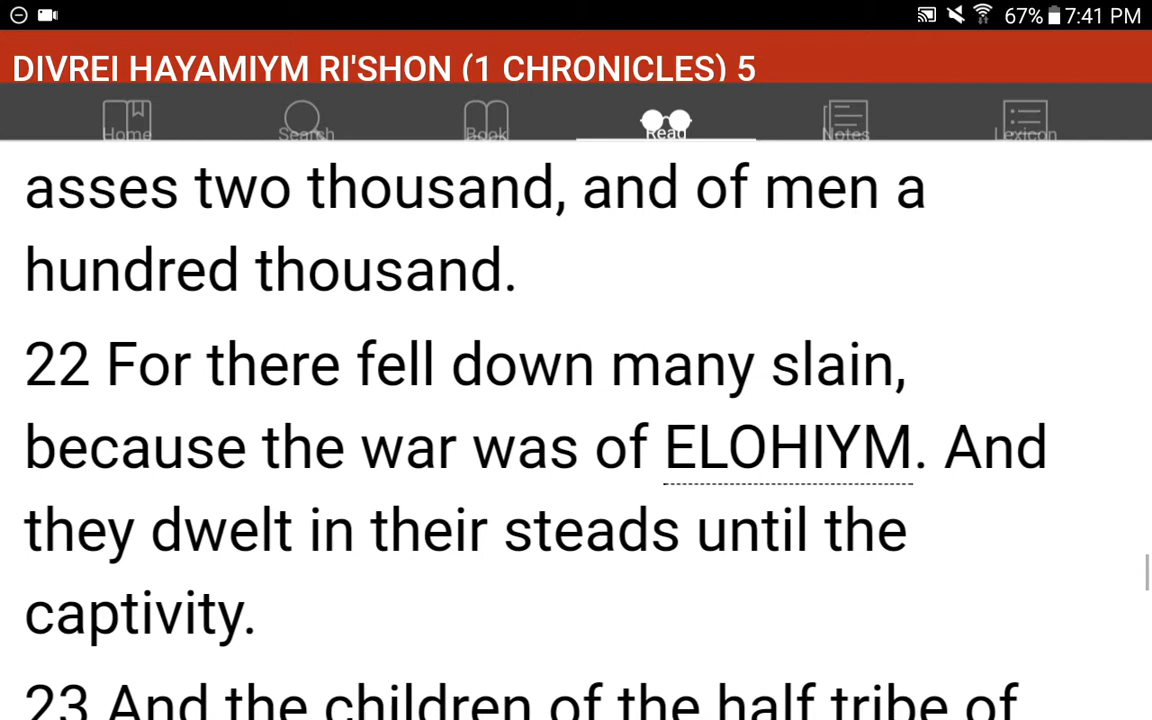 67% 7:41 PM
DIVREI HAYAMIYM RI'SHON (1 CHRONICLES) 5
Home Search Book Read Notes Lexicon
asses two thousand, and of men a
hundred thousand.
22 For there fell down many slain,
because the war was of ELOHIYM. And
they dwelt in their steads until the
captivity.
23 And the children of the half tribe of